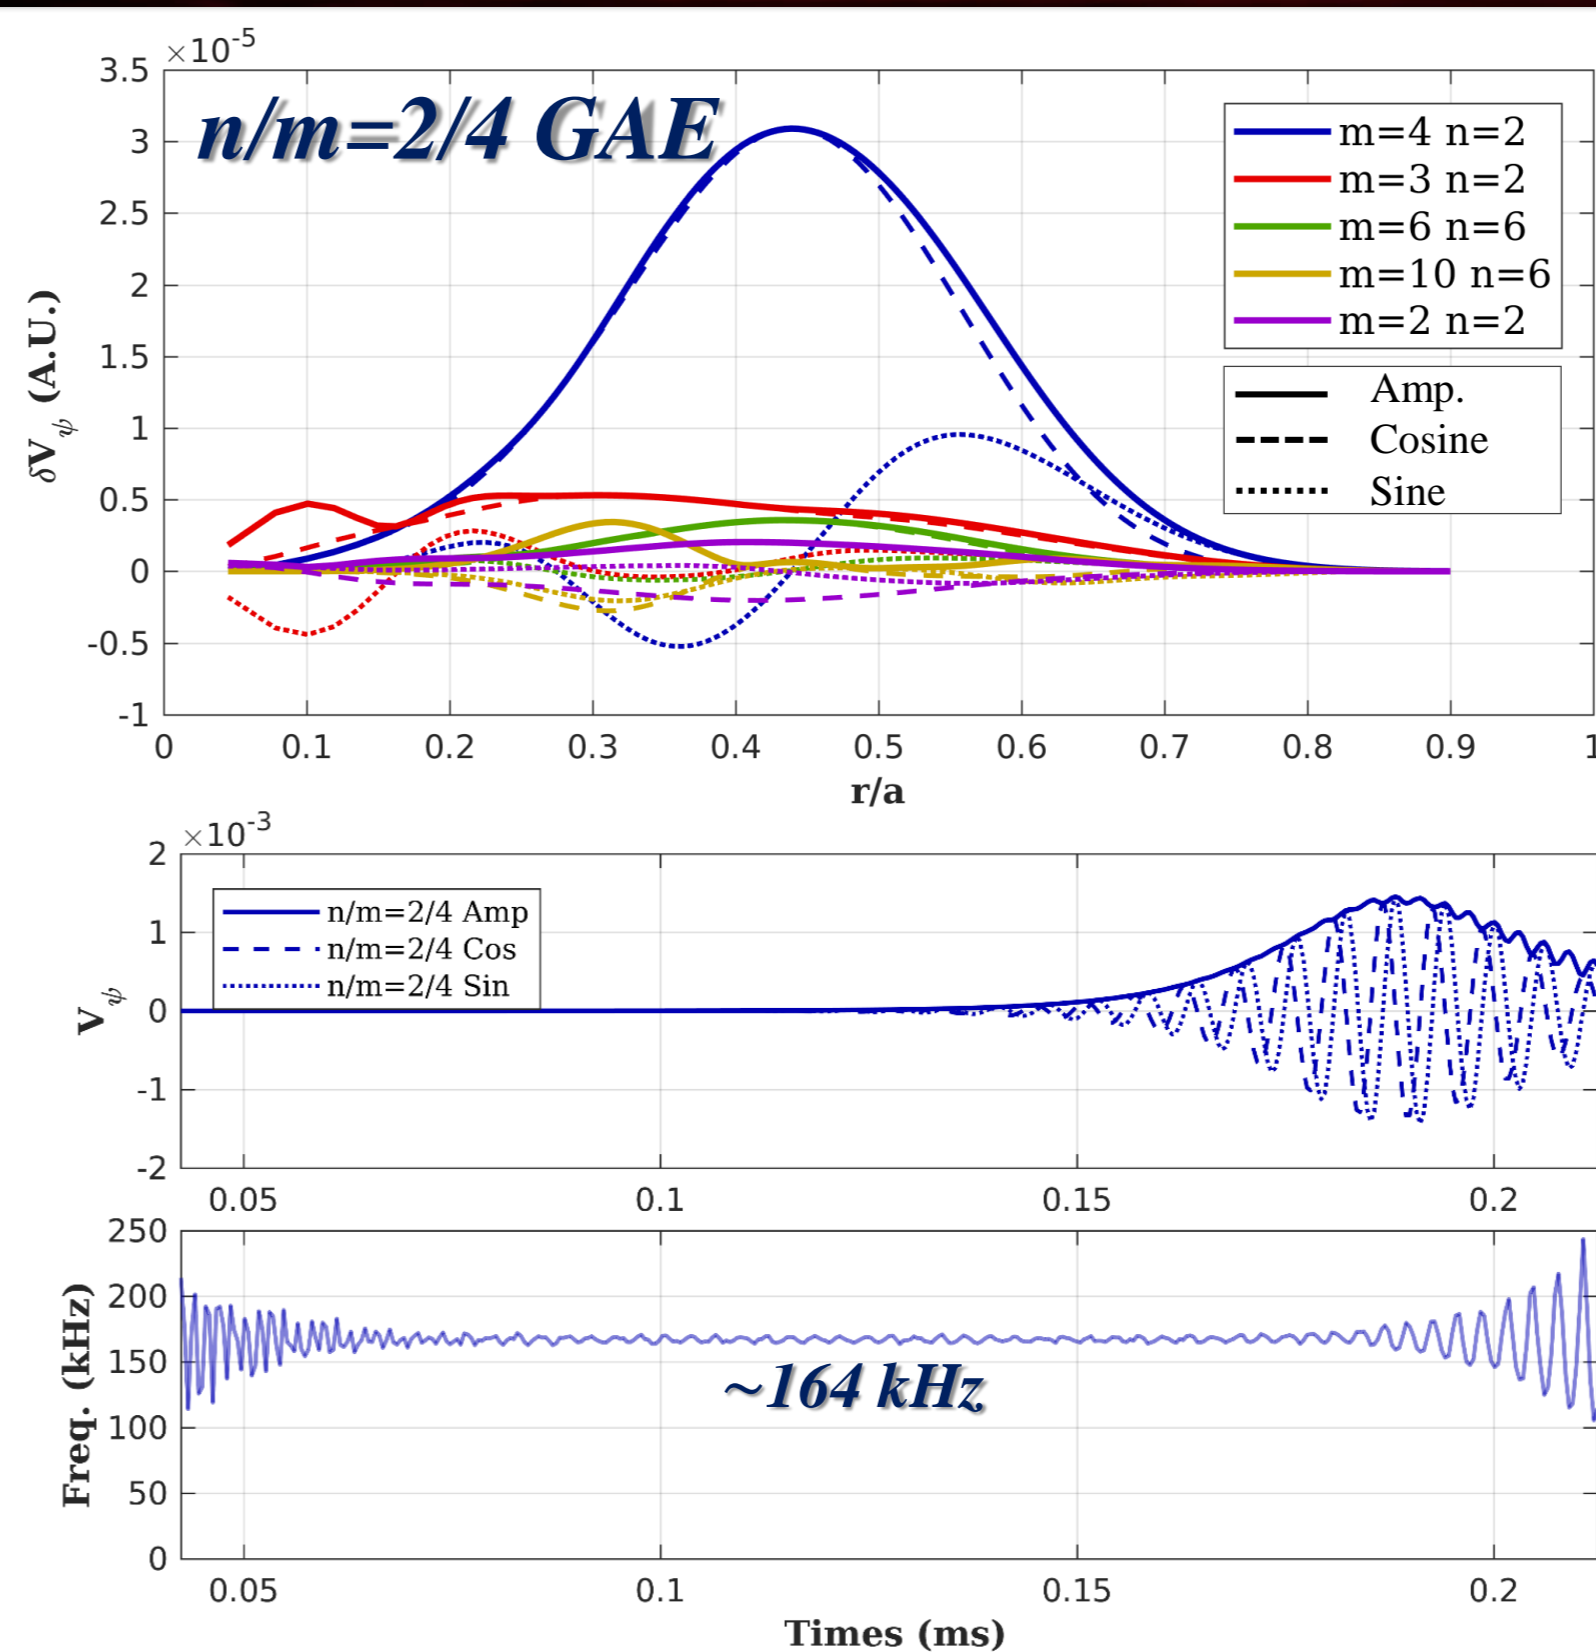 ×10⁻⁵
n/m=2/4 GAE
3.5
3
2.5
2
1.5
1
0.5
0
-0.5
-1
δVψ (A.U.)
m=4 n=2
m=3 n=2
m=6 n=6
m=10 n=6
m=2 n=2
Amp.
Cosine
Sine
0 0.1 0.2 0.3 0.4 0.5 0.6 0.7 0.8 0.9 1
r/a
×10⁻³
2
1
0
-1
-2
Vψ
n/m=2/4 Amp
n/m=2/4 Cos
n/m=2/4 Sin
0.05 0.1 0.15 0.2
250
200
150
100
50
0
Freq. (kHz)
~164 kHz
0.05 0.1 0.15 0.2
Times (ms)